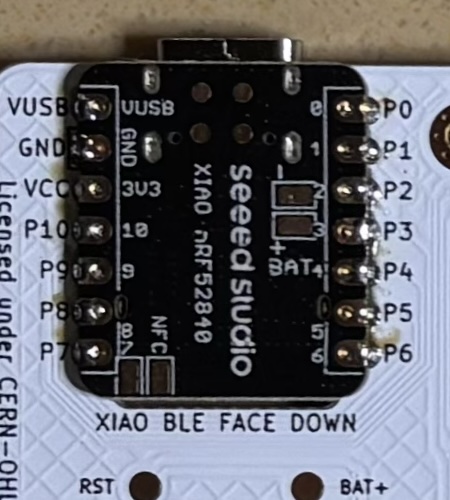 VUSB
GND
VCC
P10
P9
P8
P7
VUSB
GND
3V3
10
9
8
7
NFC
XIAO nRF52840
seeed studio
-
+
BAT
0
1
2
3
4
5
6
P0
P1
P2
P3
P4
P5
P6
Licensed under CERN-OHL
XIAO BLE FACE DOWN
RST
BAT+